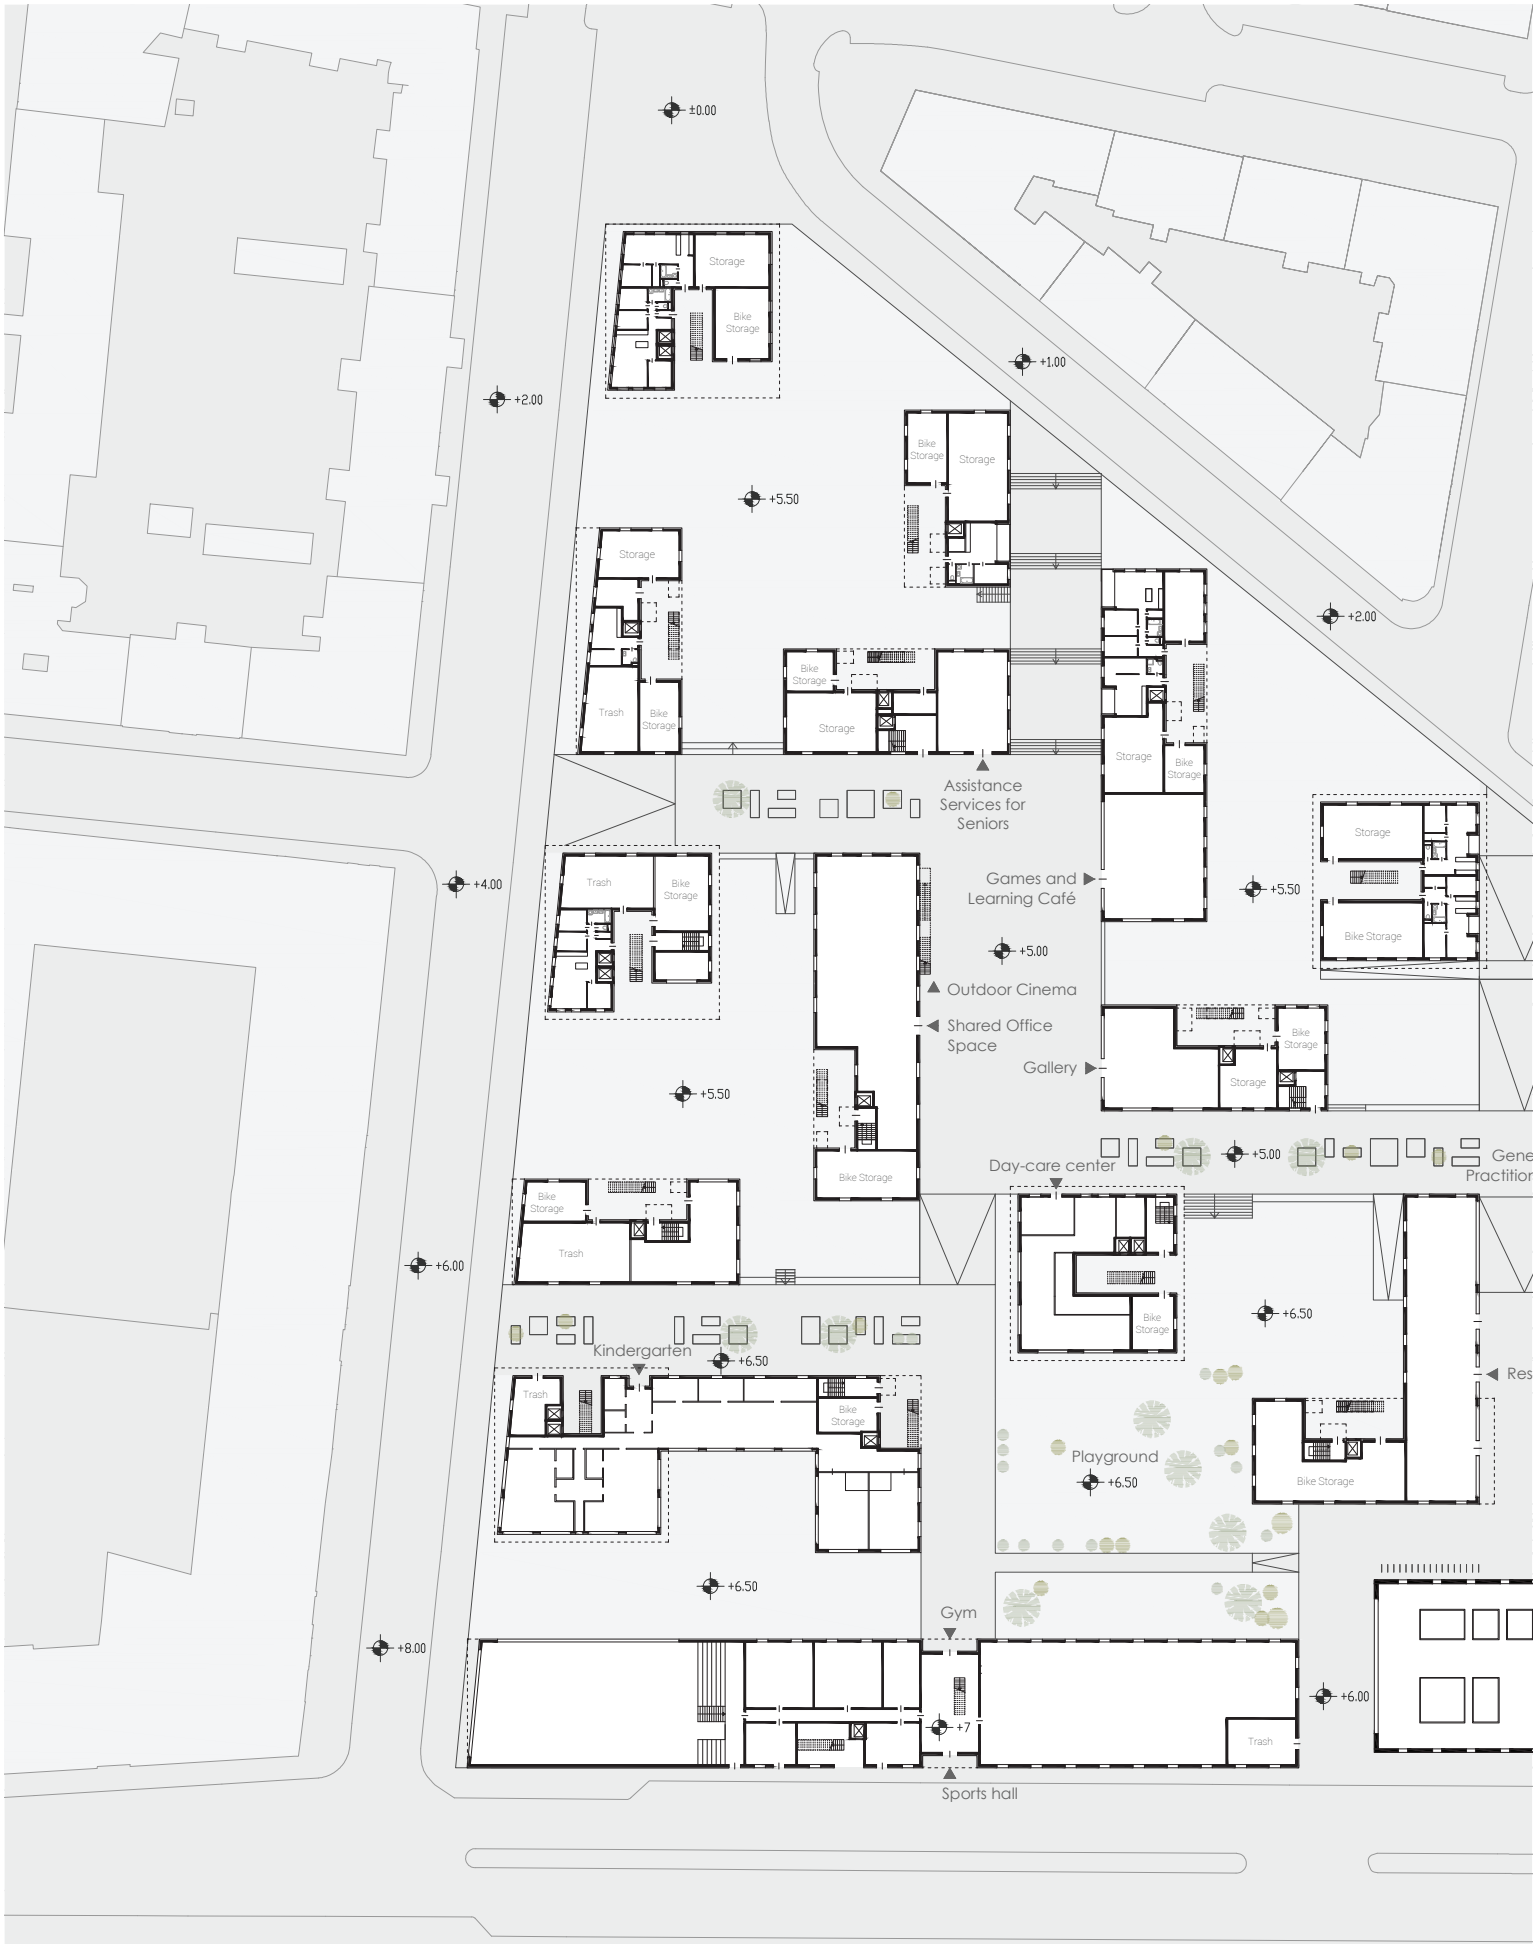 ±0.00
Storage
Bike
Storage
+1.00
+2.00
Bike
Storage
Storage
+5.50
Storage
+2.00
Bike
Storage
Trash
Bike
Storage
Storage
Storage
Bike
Storage
Assistance
Services for
Seniors
Storage
Trash
Bike
Storage
+4.00
Games and
Learning Café
+5.50
Bike Storage
+5.00
Outdoor Cinema
Shared Office
Space
Bike
Storage
Gallery
Storage
+5.50
+5.00
Gene
Practition
Day-care center
Bike Storage
Bike
Storage
Trash
+6.00
+6.50
Bike
Storage
Kindergarten
+6.50
Res
Trash
Bike
Storage
Playground
+6.50
Bike Storage
+6.50
Gym
+8.00
+6.00
+7
Trash
Sports hall